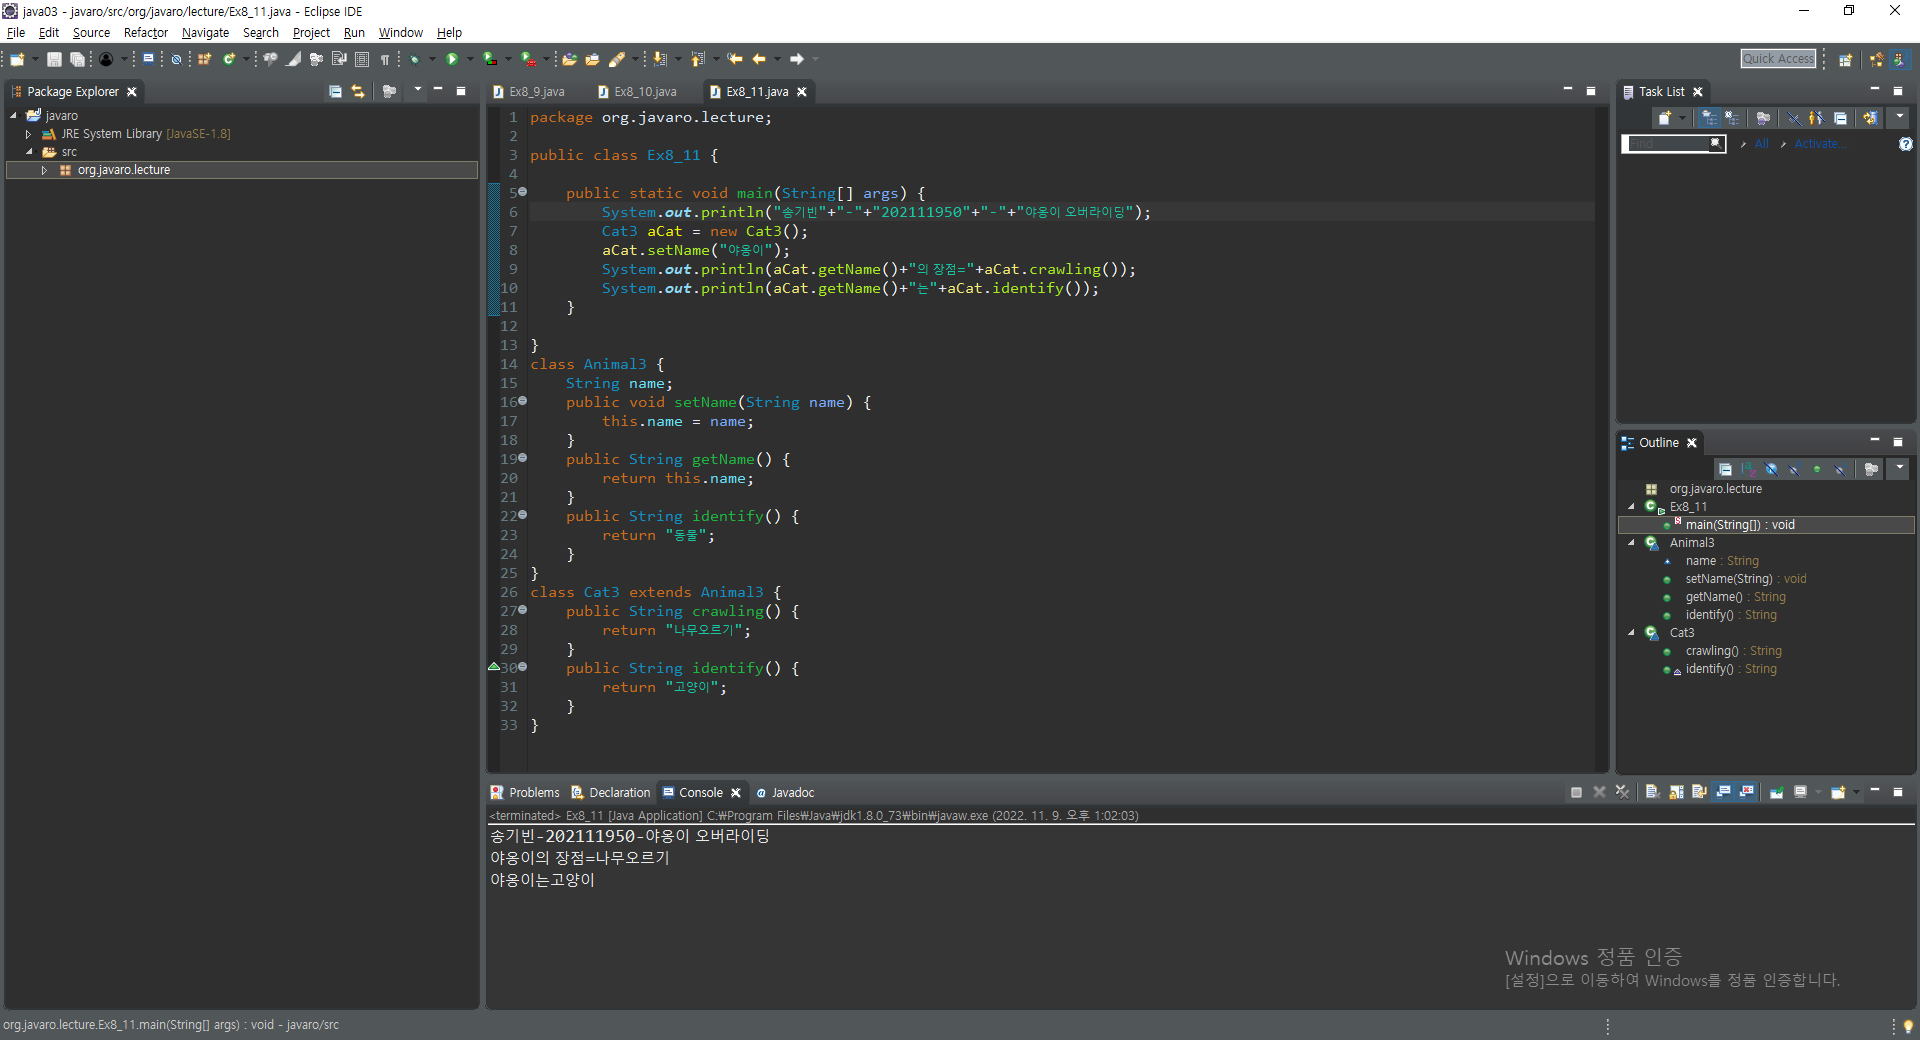 java03 - javaro/src/org/javaro/lecture/Ex8_11.java - Eclipse IDE
File Edit Source Refactor Navigate Search Project Run Window Help
Quick Access
Package Explorer
javaro
JRE System Library [JavaSE-1.8]
src
org.javaro.lecture
Ex8_9.java Ex8_10.java Ex8_11.java
1 package org.javaro.lecture;
2
3 public class Ex8_11 {
4
5 public static void main(String[] args) {
6 System.out.println("송기빈"+"-"+"202111950"+"-"+"야옹이 오버라이딩");
7 Cat3 aCat = new Cat3();
8 aCat.setName("야옹이");
9 System.out.println(aCat.getName()+"의 장점="+aCat.crawling());
10 System.out.println(aCat.getName()+"는"+aCat.identify());
11 }
12
13 }
14 class Animal3 {
15 String name;
16 public void setName(String name) {
17 this.name = name;
18 }
19 public String getName() {
20 return this.name;
21 }
22 public String identify() {
23 return "동물";
24 }
25 }
26 class Cat3 extends Animal3 {
27 public String crawling() {
28 return "나무오르기";
29 }
30 public String identify() {
31 return "고양이";
32 }
33 }
Task List
Find All Activate...
Outline
org.javaro.lecture
Ex8_11
main(String[]) : void
Animal3
name : String
setName(String) : void
getName() : String
identify() : String
Cat3
crawling() : String
identify() : String
Problems Declaration Console Javadoc
<terminated> Ex8_11 [Java Application] C:₩Program Files₩Java₩jdk1.8.0_73₩bin₩javaw.exe (2022. 11. 9. 오후 1:02:03)
송기빈-202111950-야옹이 오버라이딩
야옹이의 장점=나무오르기
야옹이는고양이
Windows 정품 인증
[설정]으로 이동하여 Windows를 정품 인증합니다.
org.javaro.lecture.Ex8_11.main(String[] args) : void - javaro/src